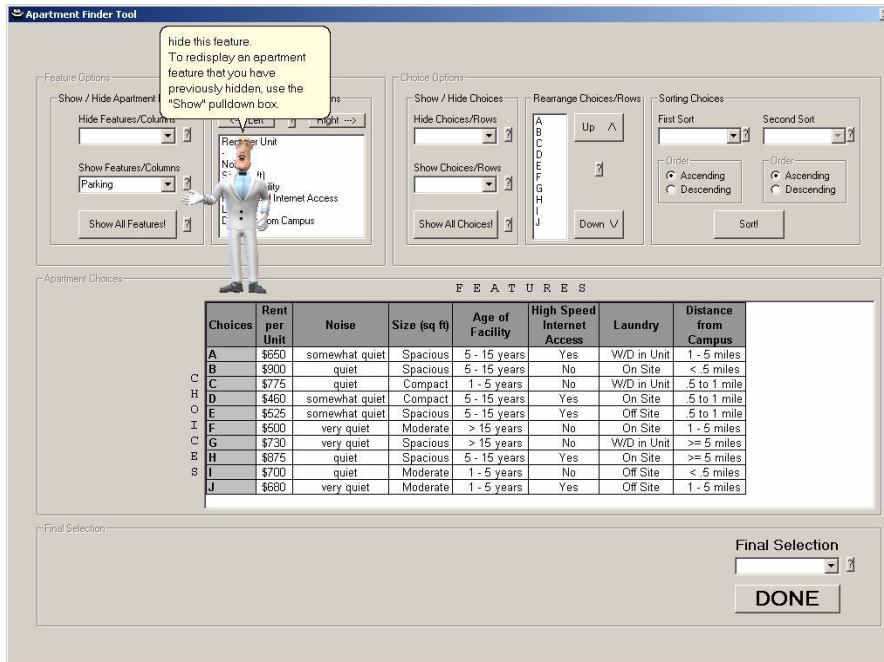 Apartment Finder Tool
hide this feature.
To redisplay an apartment
feature that you have
previously hidden, use the
"Show" pulldown box.
Feature Options
Choice Options
Show / Hide Apartment
Hide Features/Columns
?
Show Features/Columns
Parking
?
Show All Features!
?
Left
?
Right --->
Rent per Unit
Internet Access
Campus
Show / Hide Choices
Hide Choices/Rows
?
Show Choices/Rows
?
Show All Choices!
?
Rearrange Choices/Rows
A
B
C
D
E
F
G
H
I
J
Up /\
?
Down \/
Sorting Choices
First Sort
?
Second Sort
?
Order
Ascending
Descending
Order
Ascending
Descending
Sort!
Apartment Choices
F E A T U R E S
C
H
O
I
C
E
S
Choices Rent per Unit Noise Size (sq ft) Age of Facility High Speed Internet Access Laundry Distance from Campus
A $650 somewhat quiet Spacious 5 - 15 years Yes W/D in Unit 1 - 5 miles
B $900 quiet Spacious 5 - 15 years No On Site < .5 miles
C $775 quiet Compact 1 - 5 years No W/D in Unit .5 to 1 mile
D $460 somewhat quiet Compact 5 - 15 years Yes On Site .5 to 1 mile
E $525 somewhat quiet Spacious 5 - 15 years Yes Off Site .5 to 1 mile
F $500 very quiet Moderate > 15 years No On Site 1 - 5 miles
G $730 very quiet Spacious > 15 years No W/D in Unit >= 5 miles
H $875 quiet Spacious 5 - 15 years Yes On Site >= 5 miles
I $700 quiet Moderate 1 - 5 years No Off Site < .5 miles
J $680 very quiet Moderate 1 - 5 years Yes Off Site 1 - 5 miles
Final Selection
Final Selection
?
DONE